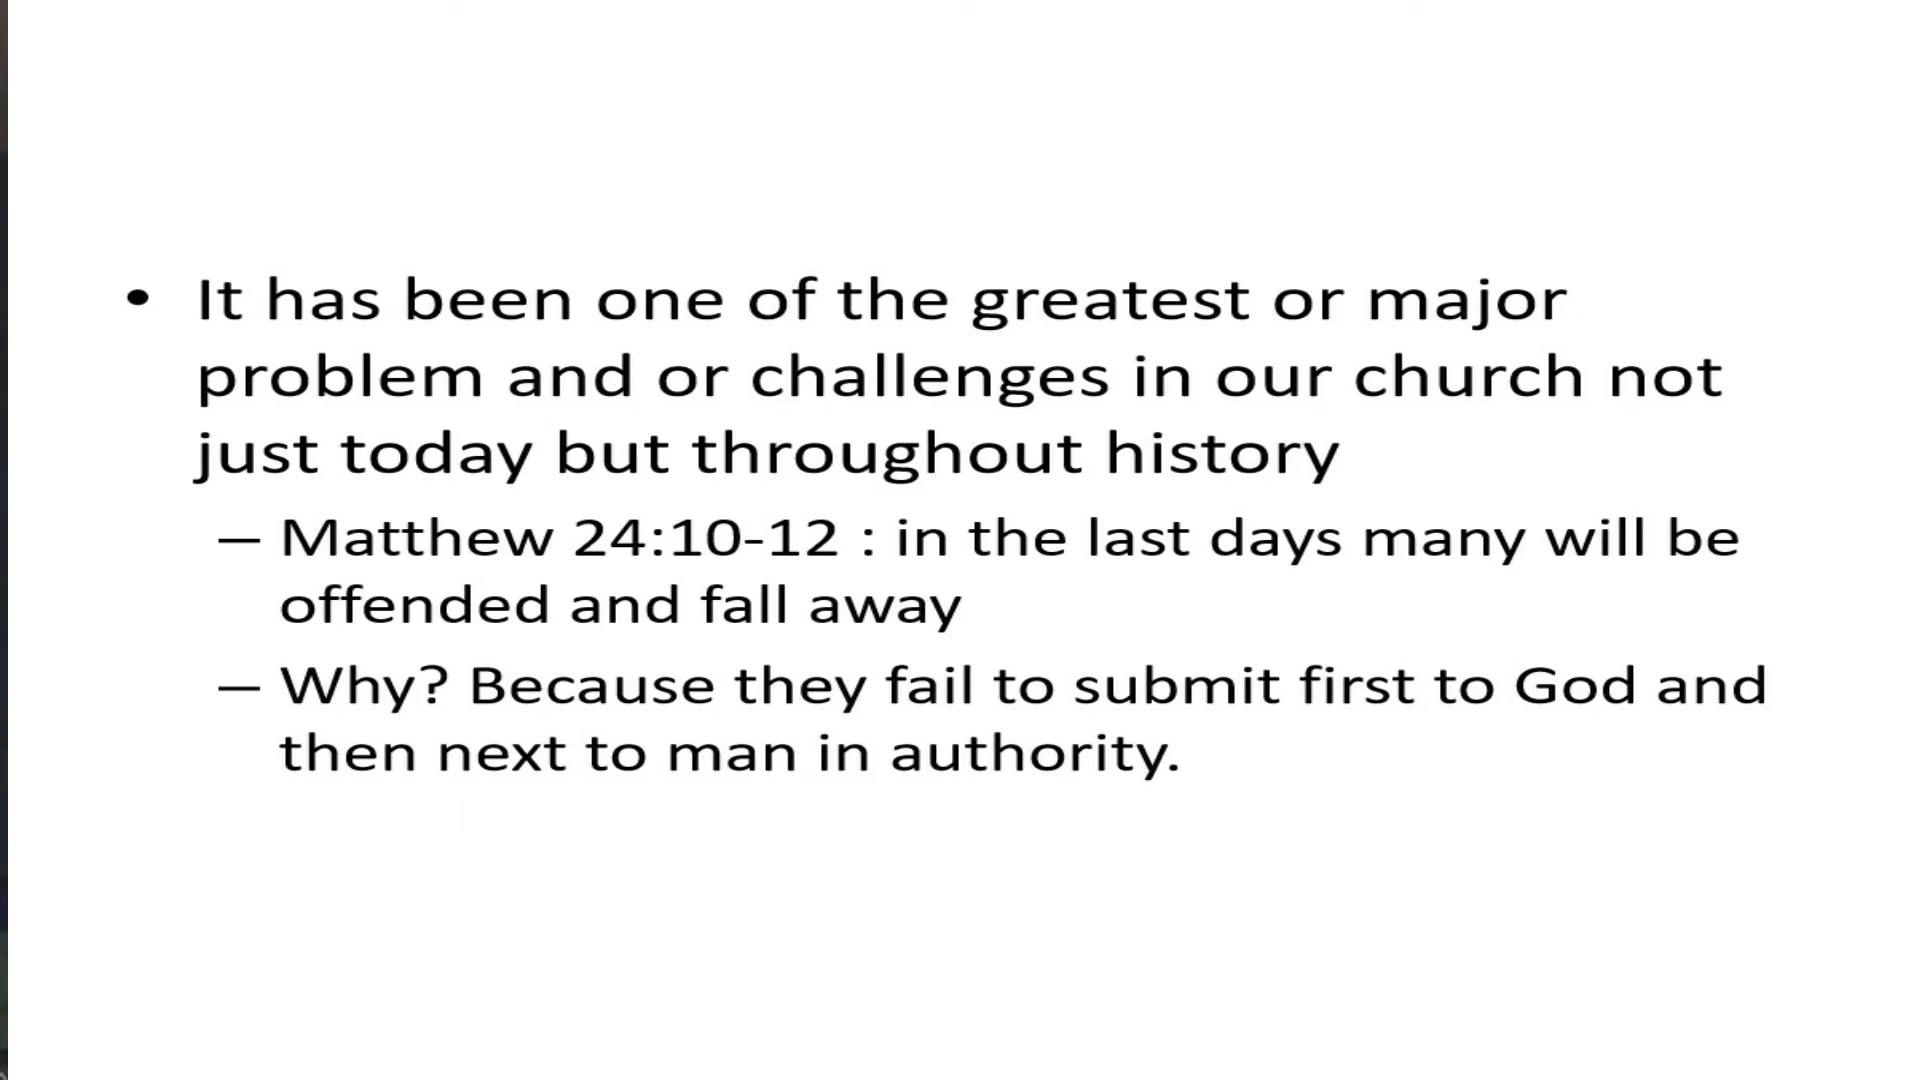 • It has been one of the greatest or major
problem and or challenges in our church not
just today but throughout history
– Matthew 24:10-12 : in the last days many will be
offended and fall away
– Why? Because they fail to submit first to God and
then next to man in authority.